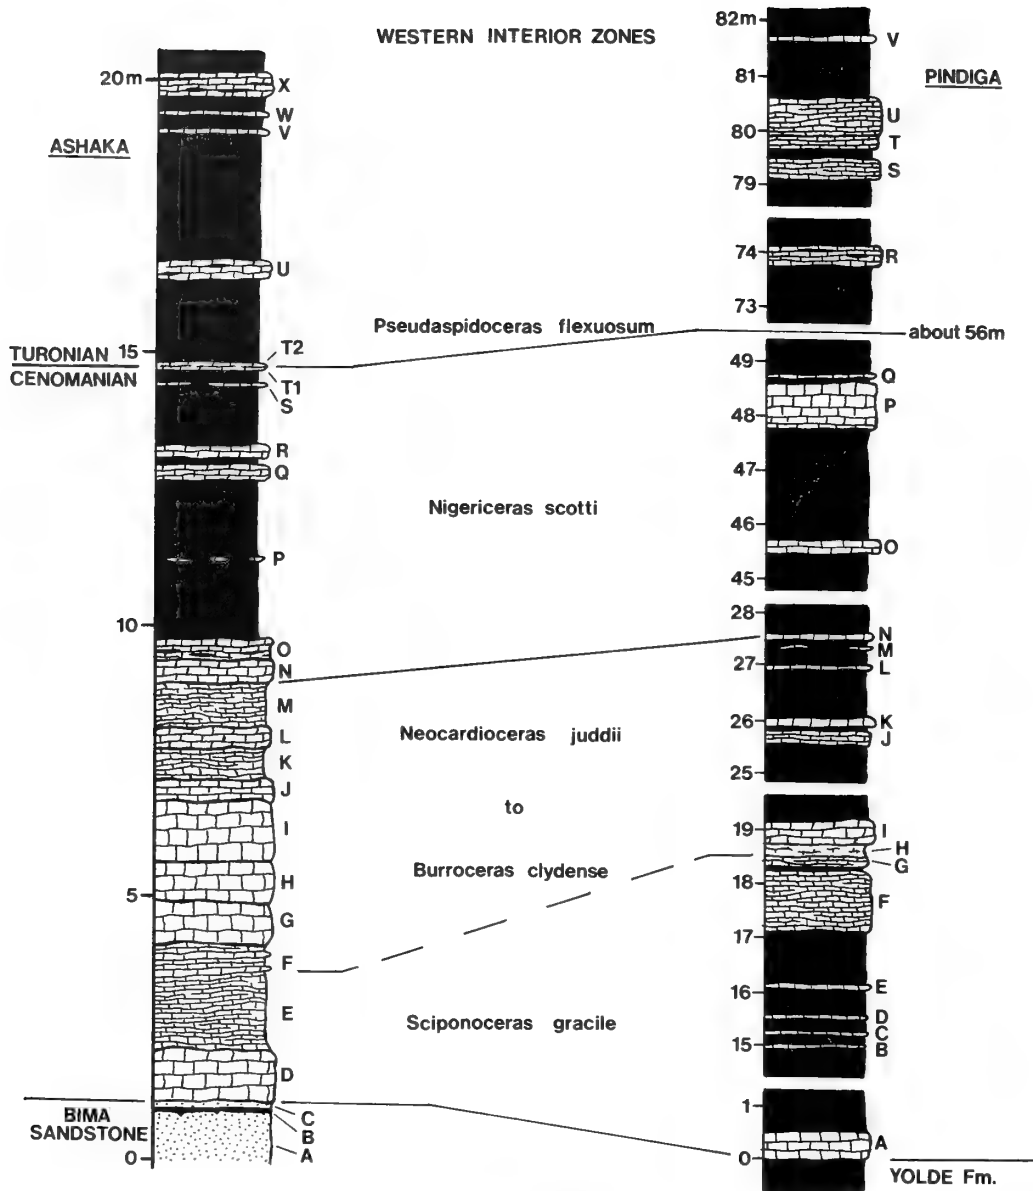 WESTERN INTERIOR ZONES
ASHAKA
20m
15
10
5
0
X
W
V
U
T2
T1
S
R
Q
P
O
N
M
L
K
J
I
H
G
F
E
D
C
B
A
TURONIAN
CENOMANIAN
BIMA
SANDSTONE
Pseudaspidoceras flexuosum
Nigericeras scotti
Neocardioceras juddii
to
Burroceras clydense
Sciponoceras gracile
PINDIGA
82m
81
80
79
74
73
49
48
47
46
45
28
27
26
25
19
18
17
16
15
1
0
V
U
T
S
R
about 56m
Q
P
O
N
M
L
K
J
I
H
G
F
E
D
C
B
A
YOLDE Fm.